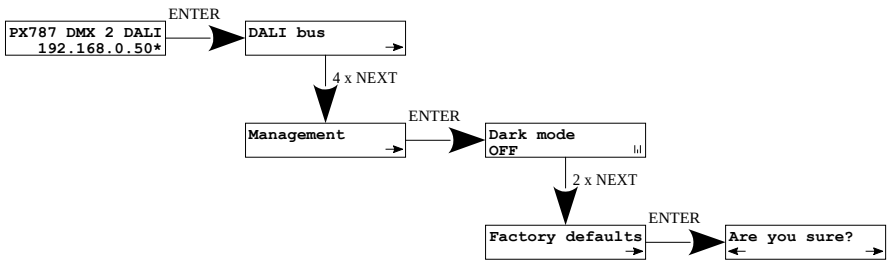 ENTER
PX787 DMX 2 DALI
192.168.0.50*
DALI bus
4 x NEXT
Management
ENTER
Dark mode
OFF
2 x NEXT
Factory defaults
ENTER
Are you sure?